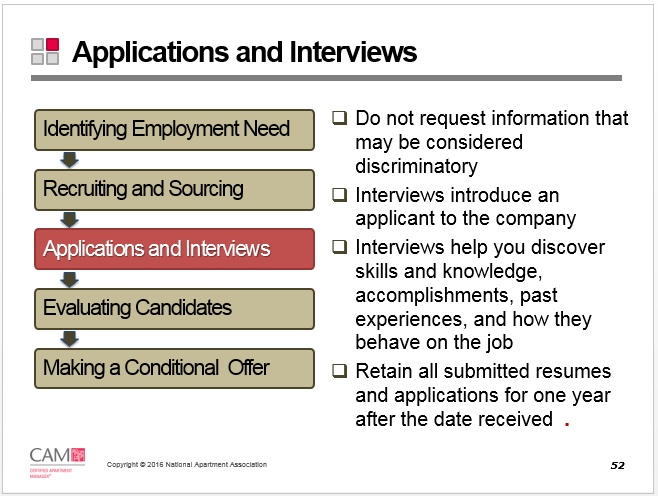 Applications and Interviews
Identifying Employment Need
Recruiting and Sourcing
Applications and Interviews
Evaluating Candidates
Making a Conditional Offer
Do not request information that
may be considered
discriminatory
Interviews introduce an
applicant to the company
Interviews help you discover
skills and knowledge,
accomplishments, past
experiences, and how they
behave on the job
Retain all submitted resumes
and applications for one year
after the date received .
CAM
CERTIFIED APARTMENT
MANAGER
Copyright © 2016 National Apartment Association
52